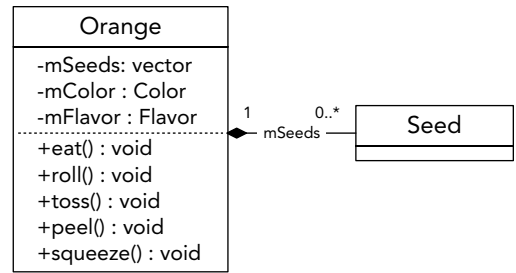 Orange
-mSeeds: vector
-mColor : Color
-mFlavor : Flavor
+eat() : void
+roll() : void
+toss() : void
+peel() : void
+squeeze() : void
1
0..*
mSeeds
Seed